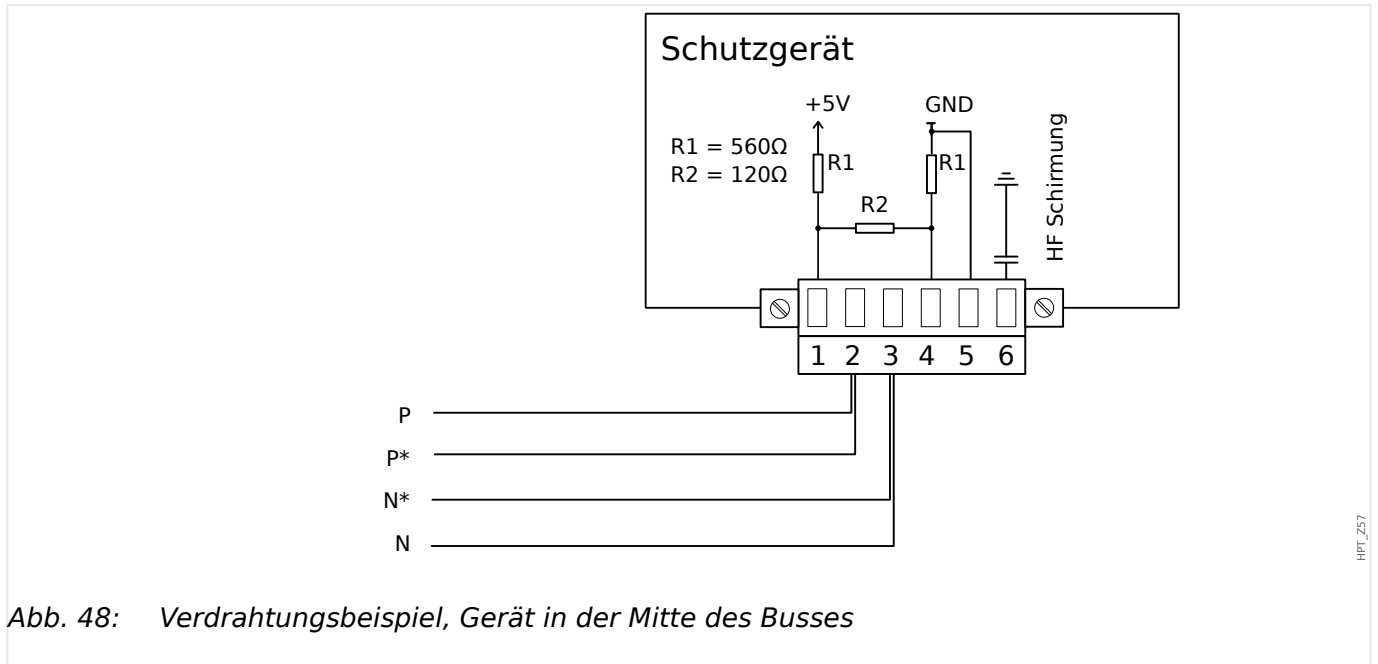 Schutzgerät
+5V
GND
R1 = 560Ω
R2 = 120Ω
R1
R1
R2
HF Schirmung
1 2 3 4 5 6
P
P*
N*
N
HPT_Z57
Abb. 48: Verdrahtungsbeispiel, Gerät in der Mitte des Busses